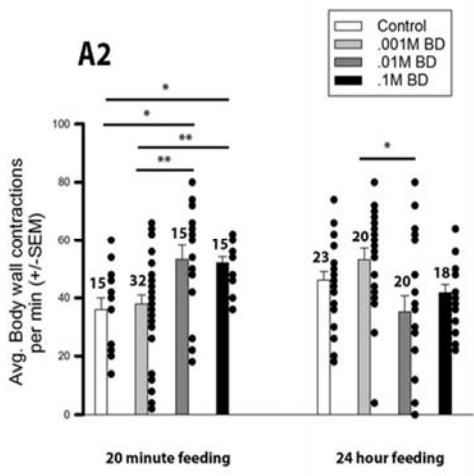 A2
Control
.001M BD
.01M BD
.1M BD
*
*
**
**
*
100
80
60
40
20
0
Avg. Body wall contractions
per min (+/-SEM)
15
32
15
15
23
20
20
18
20 minute feeding
24 hour feeding